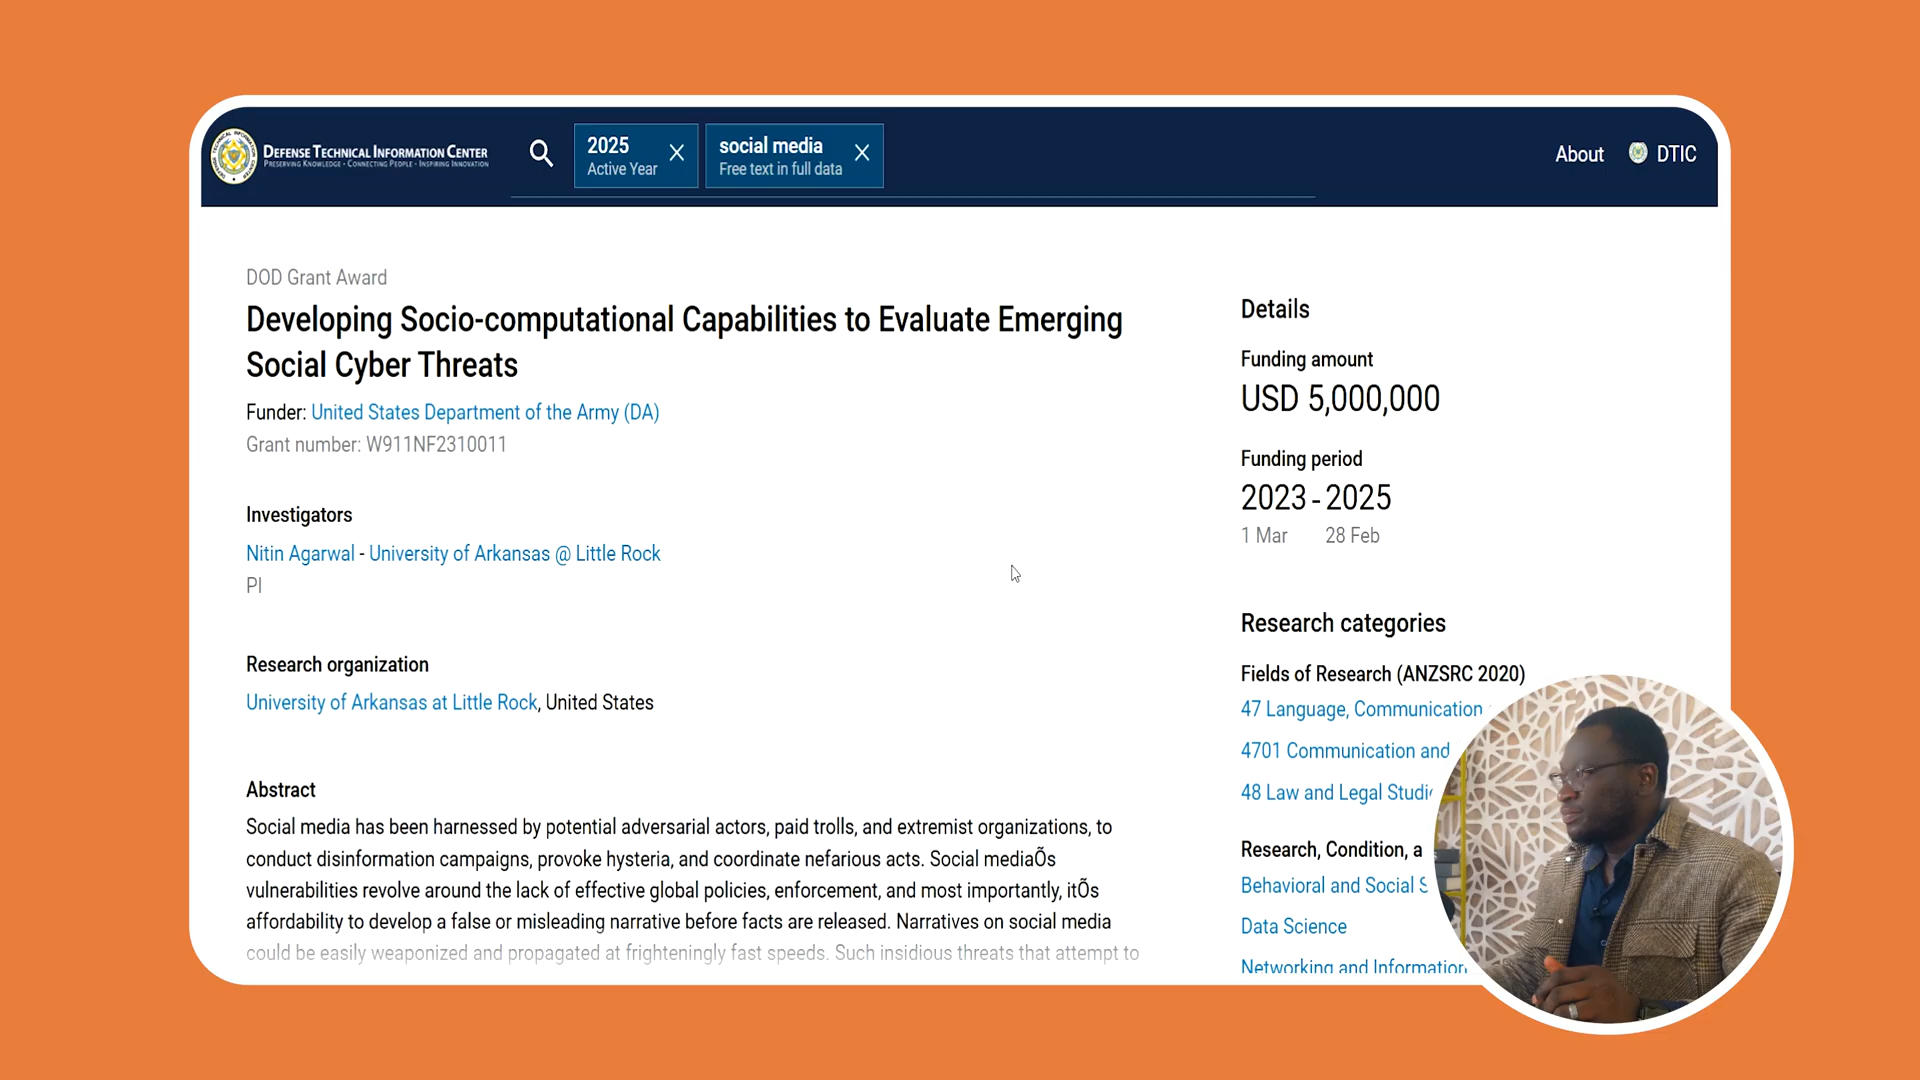 DEFENSE TECHNICAL INFORMATION CENTER
PRESERVING KNOWLEDGE • CONNECTING PEOPLE • INSPIRING INNOVATION
2025
Active Year
social media
Free text in full data
About
DTIC
DOD Grant Award
Developing Socio-computational Capabilities to Evaluate Emerging
Social Cyber Threats
Funder: United States Department of the Army (DA)
Grant number: W911NF2310011
Investigators
Nitin Agarwal - University of Arkansas @ Little Rock
PI
Research organization
University of Arkansas at Little Rock, United States
Abstract
Social media has been harnessed by potential adversarial actors, paid trolls, and extremist organizations, to
conduct disinformation campaigns, provoke hysteria, and coordinate nefarious acts. Social mediaÕs
vulnerabilities revolve around the lack of effective global policies, enforcement, and most importantly, itÕs
affordability to develop a false or misleading narrative before facts are released. Narratives on social media
could be easily weaponized and propagated at frighteningly fast speeds. Such insidious threats that attempt to
Details
Funding amount
USD 5,000,000
Funding period
2023 - 2025
1 Mar 28 Feb
Research categories
Fields of Research (ANZSRC 2020)
47 Language, Communication
4701 Communication and
48 Law and Legal Studie
Research, Condition, a
Behavioral and Social S
Data Science
Networking and Information